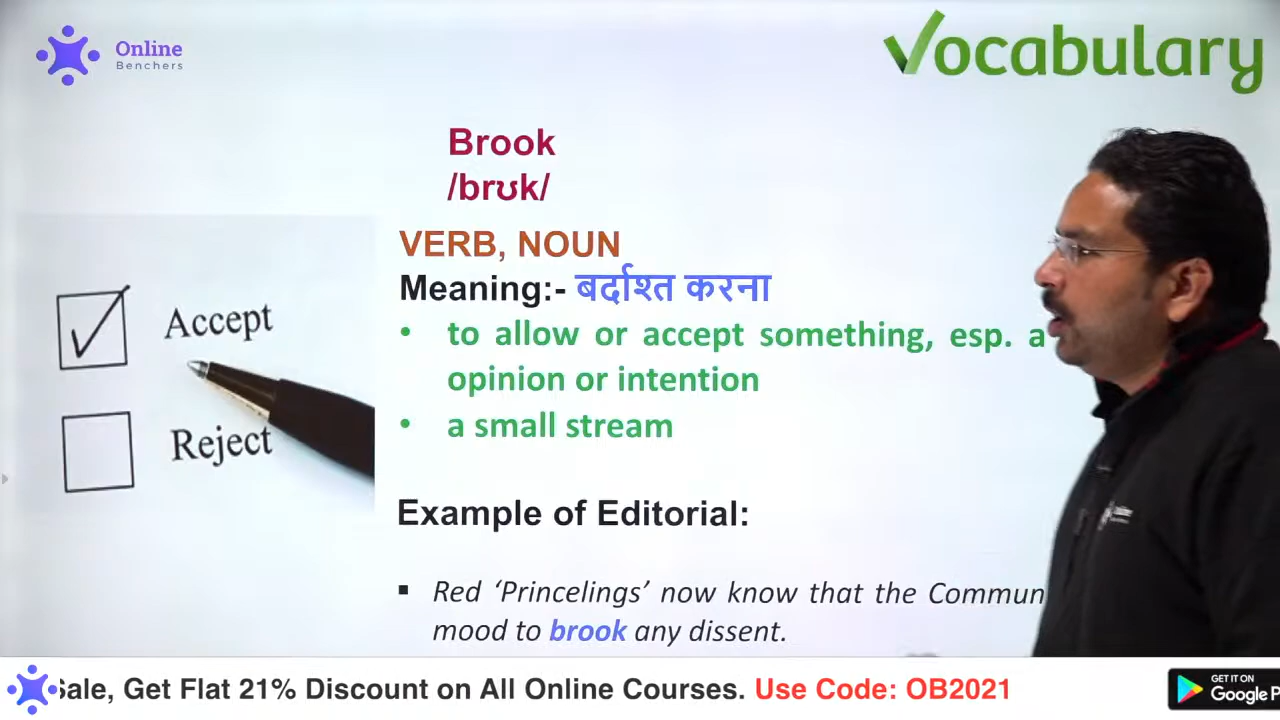 Online
Benchers
Vocabulary
Brook
/brʊk/
VERB, NOUN
Meaning:- बर्दाश्त करना
Accept
Reject
• to allow or accept something, esp. a
opinion or intention
• a small stream
Example of Editorial:
▪ Red ‘Princelings’ now know that the Commun
mood to brook any dissent.
Sale, Get Flat 21% Discount on All Online Courses. Use Code: OB2021
GET IT ON
Google P